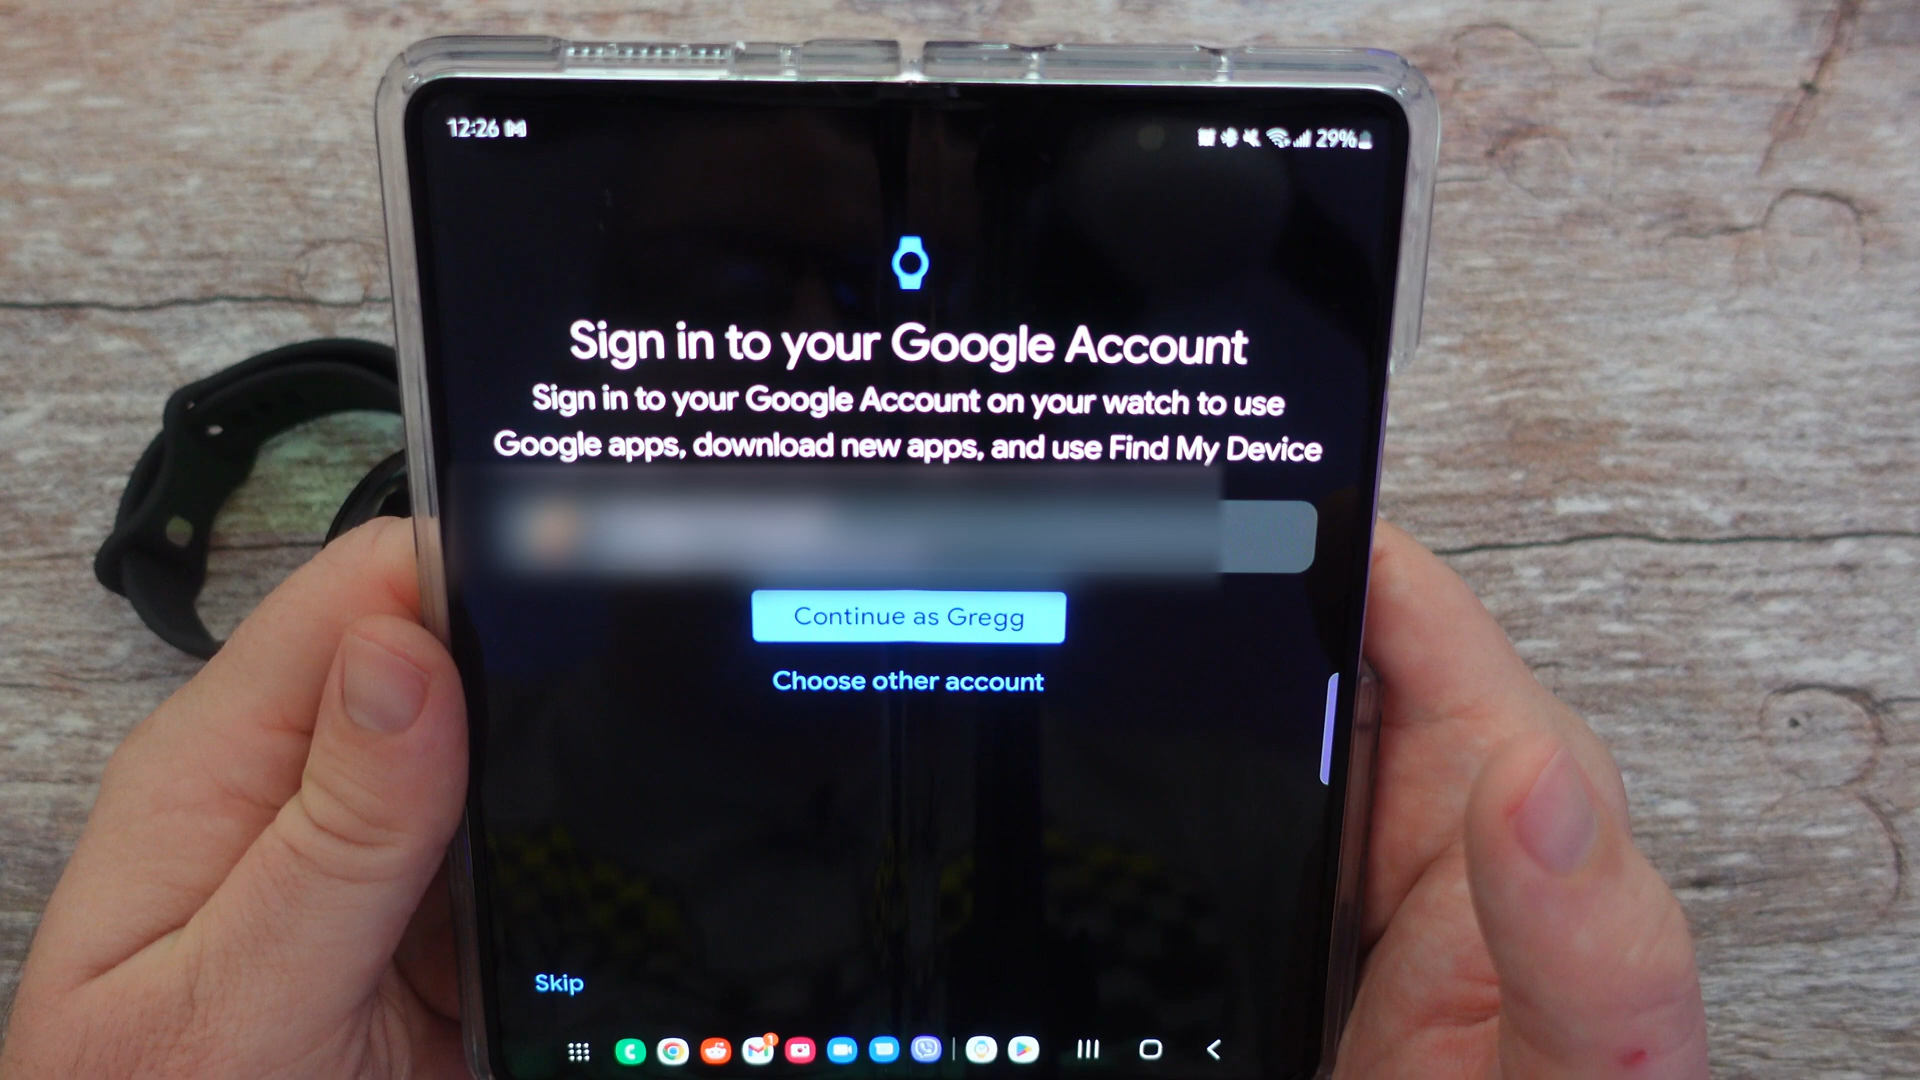 12:26
29%
Sign in to your Google Account
Sign in to your Google Account on your watch to use
Google apps, download new apps, and use Find My Device
Continue as Gregg
Choose other account
Skip
1